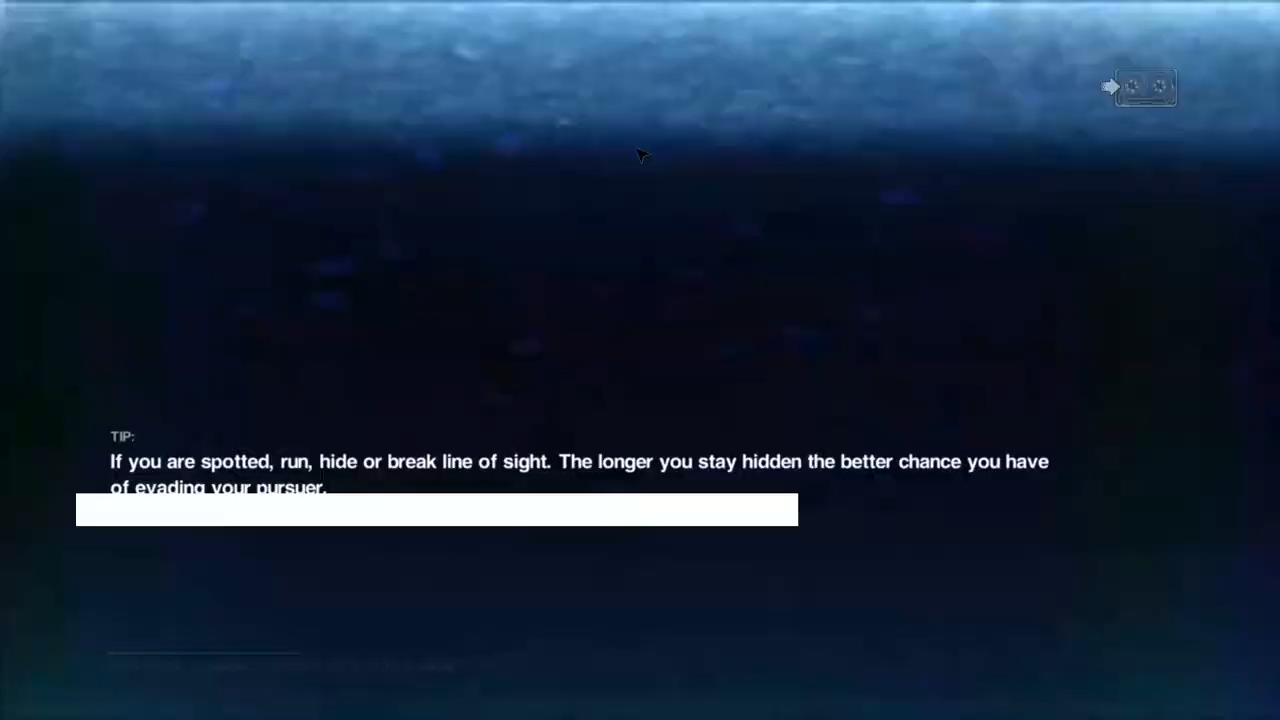 TIP:
If you are spotted, run, hide or break line of sight. The longer you stay hidden the better chance you have
of evading your pursuer.